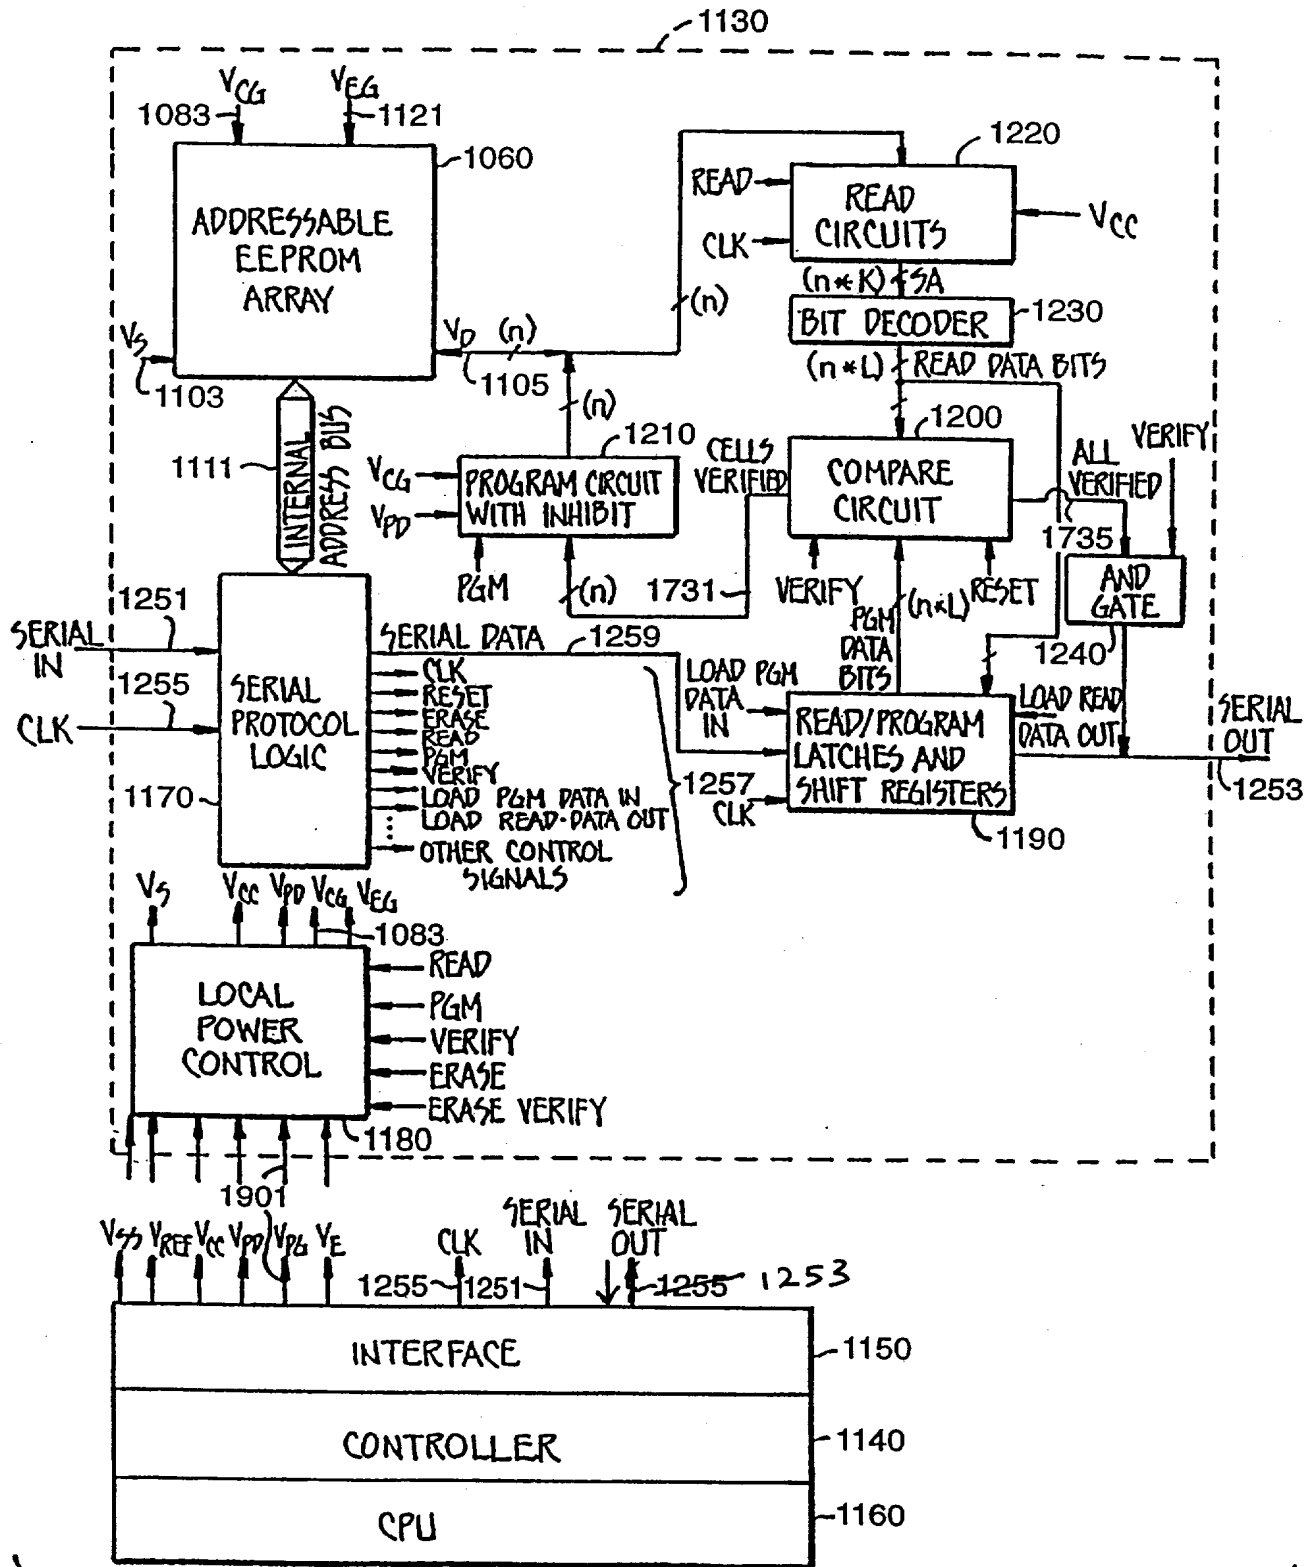 1130
VCG
VEG
1083
1121
1060
ADDRESSABLE
EEPROM
ARRAY
VS
1103
VD
(n)
1105
1111
INTERNAL
ADDRESS BUS
1220
READ
CLK
READ
CIRCUITS
VCC
(n)
(n*K)
SA
BIT DECODER
1230
(n*L)
READ DATA BITS
(n)
1210
VCG
VPD
PROGRAM CIRCUIT
WITH INHIBIT
PGM
(n)
CELLS
VERIFIED
1731
1200
COMPARE
CIRCUIT
VERIFY
RESET
ALL
VERIFIED
VERIFY
1735
AND
GATE
1240
PGM
DATA
BITS
(n*L)
1251
SERIAL
IN
1255
CLK
SERIAL
PROTOCOL
LOGIC
1170
SERIAL DATA
1259
CLK
RESET
ERASE
READ
PGM
VERIFY
LOAD PGM DATA IN
LOAD READ-DATA OUT
OTHER CONTROL
SIGNALS
1257
LOAD PGM
DATA
IN
CLK
READ/PROGRAM
LATCHES AND
SHIFT REGISTERS
1190
LOAD READ
DATA OUT
SERIAL
OUT
1253
VS
VCC
VPD
VCG
VEG
1083
LOCAL
POWER
CONTROL
READ
PGM
VERIFY
ERASE
ERASE VERIFY
1180
1901
VSS
VREF
VCC
VPD
VPG
VE
CLK
SERIAL
IN
SERIAL
OUT
1255
1251
1255
1253
INTERFACE
1150
CONTROLLER
1140
CPU
1160